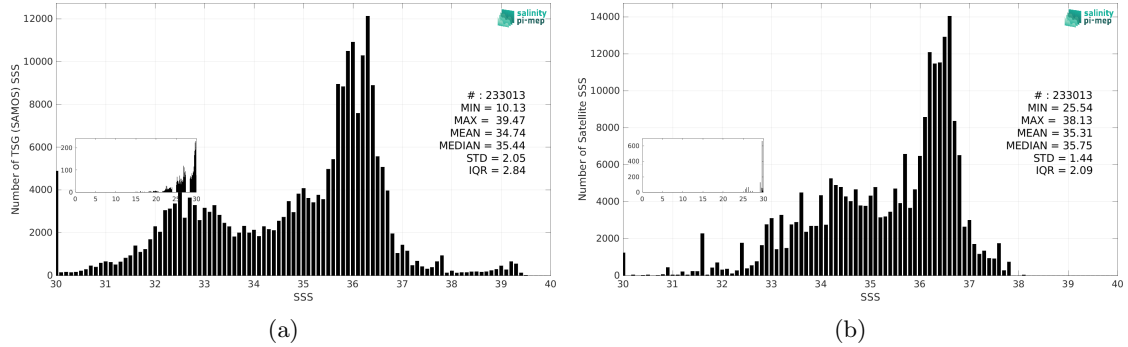 salinity
pi-mep
Number of TSG (SAMOS) SSS
12000
10000
8000
6000
4000
2000
0
# : 233013
MIN = 10.13
MAX = 39.47
MEAN = 34.74
MEDIAN = 35.44
STD = 2.05
IQR = 2.84
200
100
0
0 5 10 15 20 25 30
30 31 32 33 34 35 36 37 38 39 40
SSS
(a)
salinity
pi-mep
Number of Satellite SSS
14000
12000
10000
8000
6000
4000
2000
0
# : 233013
MIN = 25.54
MAX = 38.13
MEAN = 35.31
MEDIAN = 35.75
STD = 1.44
IQR = 2.09
600
400
200
0
0 5 10 15 20 25 30
30 31 32 33 34 35 36 37 38 39 40
SSS
(b)